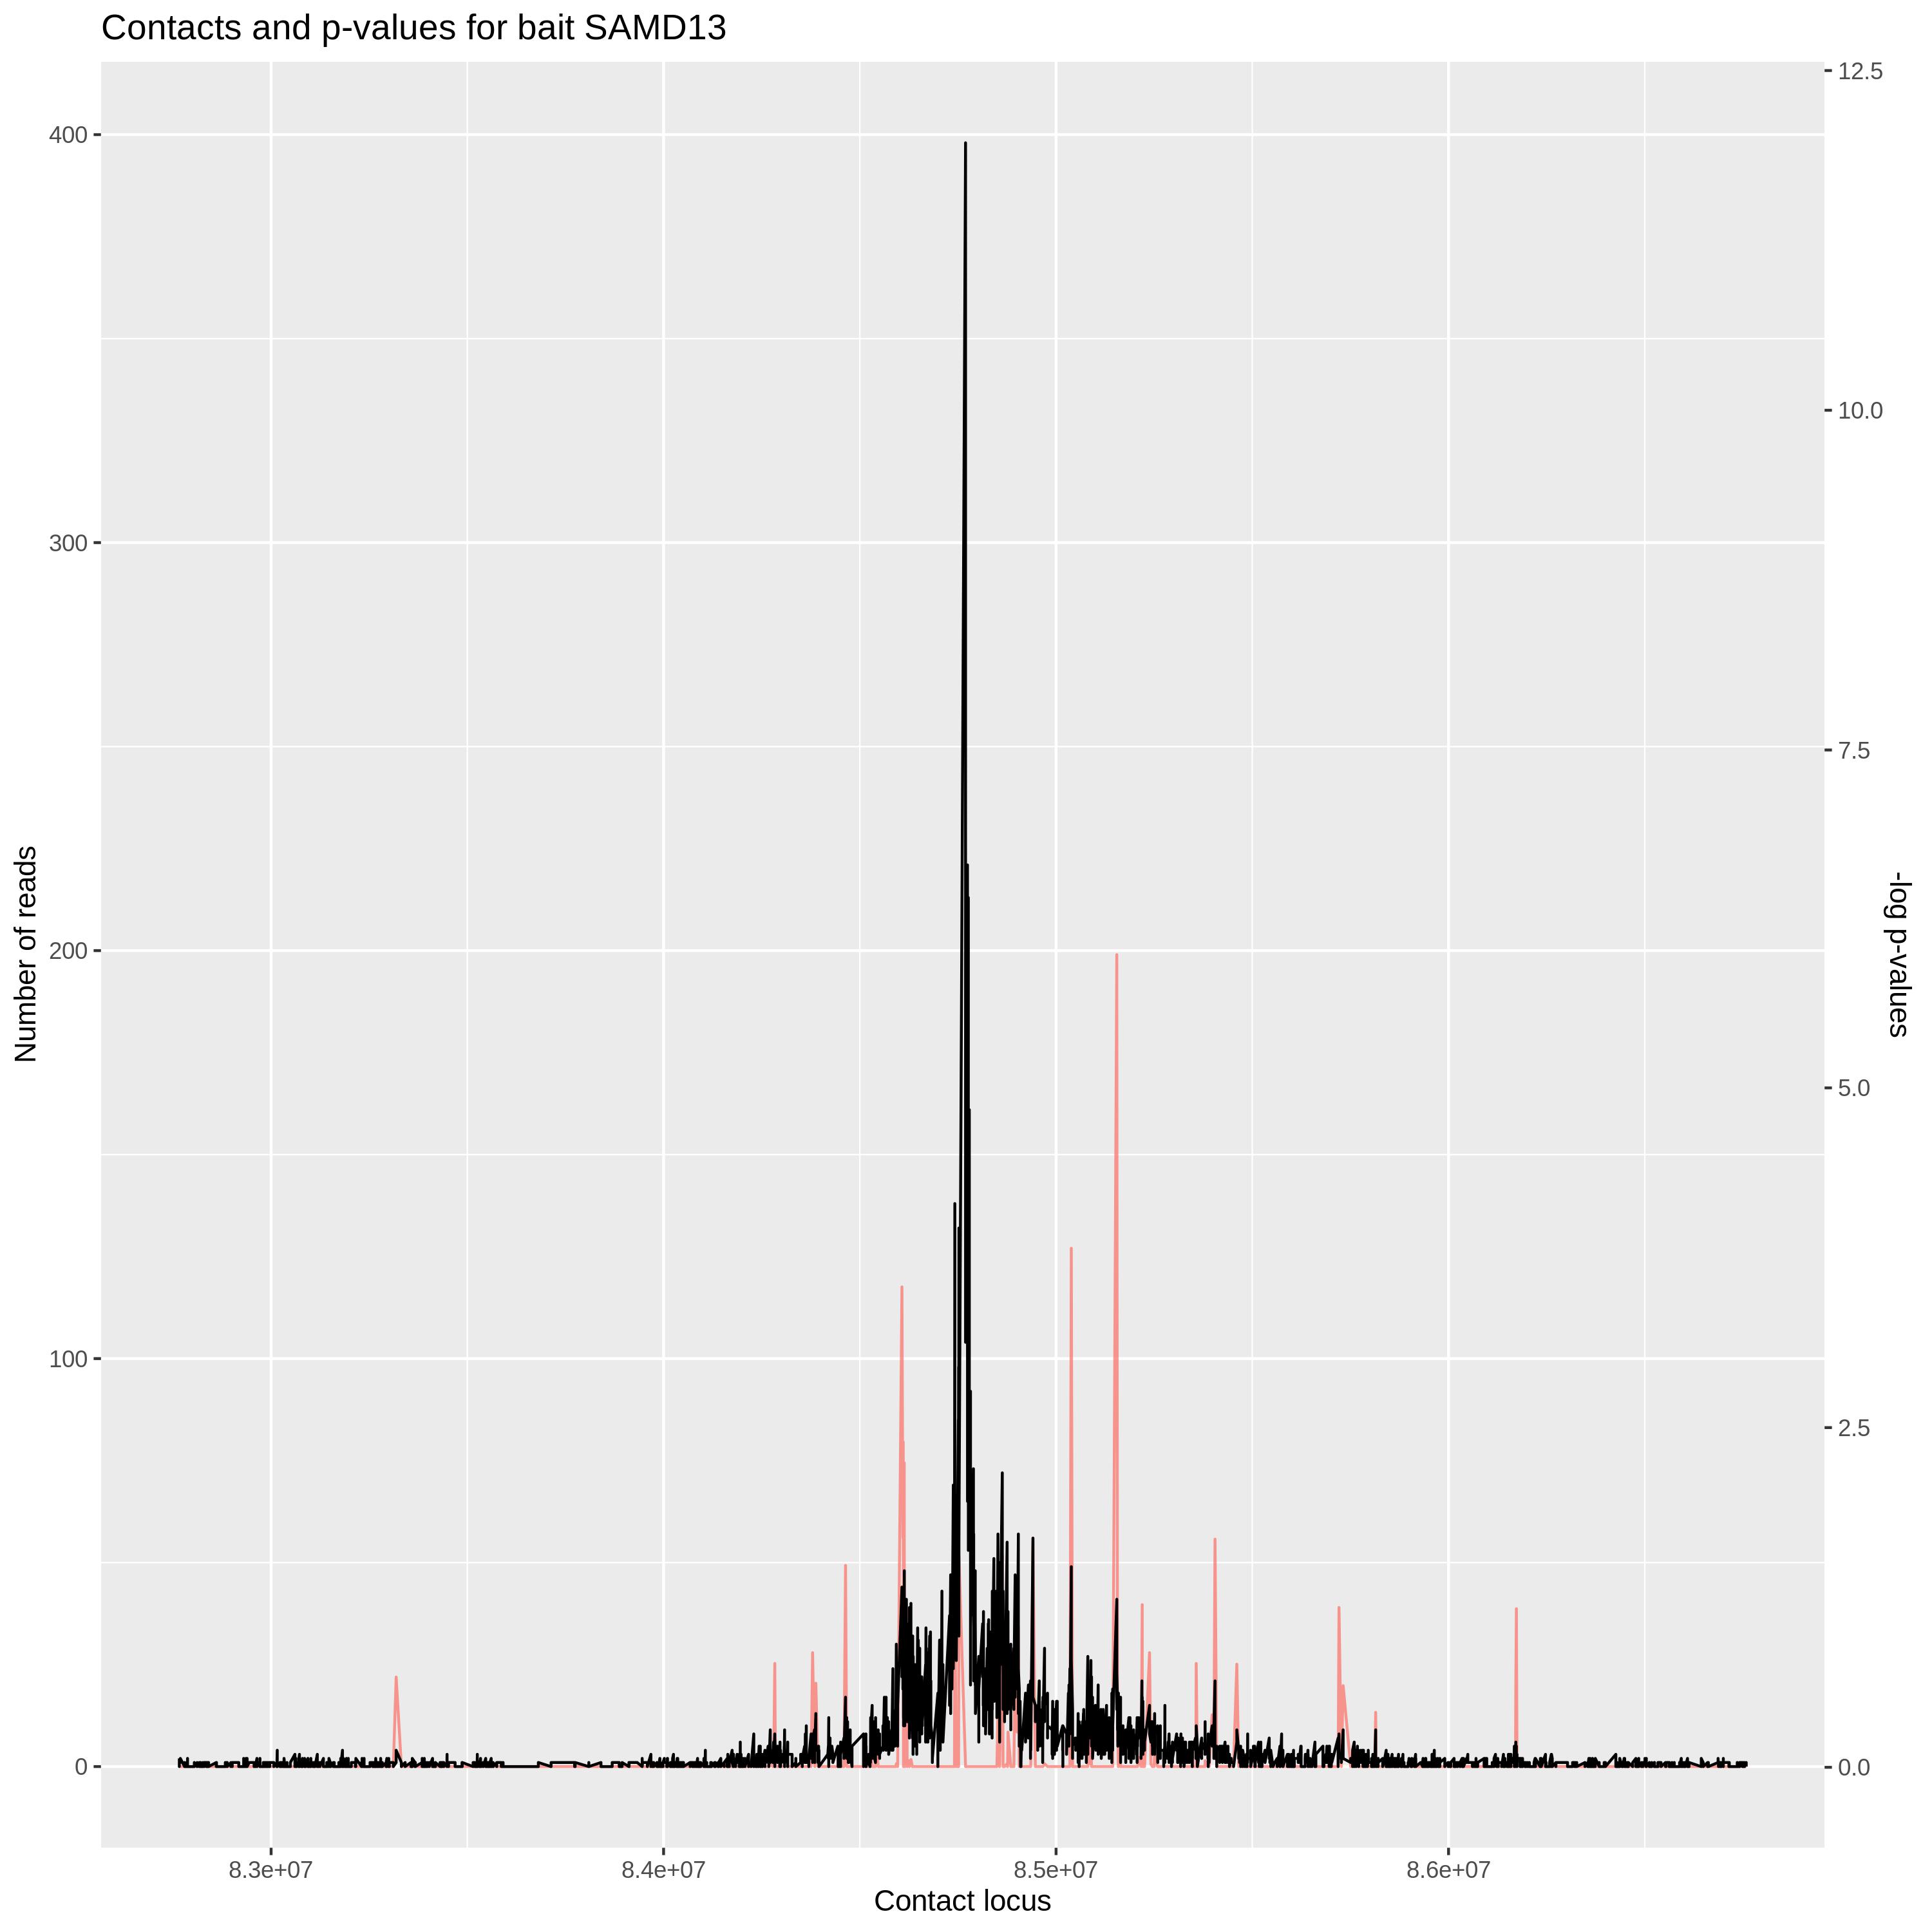 Contacts and p-values for bait SAMD13
12.5
400
10.0
300
7.5
Number of reads
-log p-values
200
5.0
100
2.5
0
0.0
8.3e+07
8.4e+07
8.5e+07
8.6e+07
Contact locus